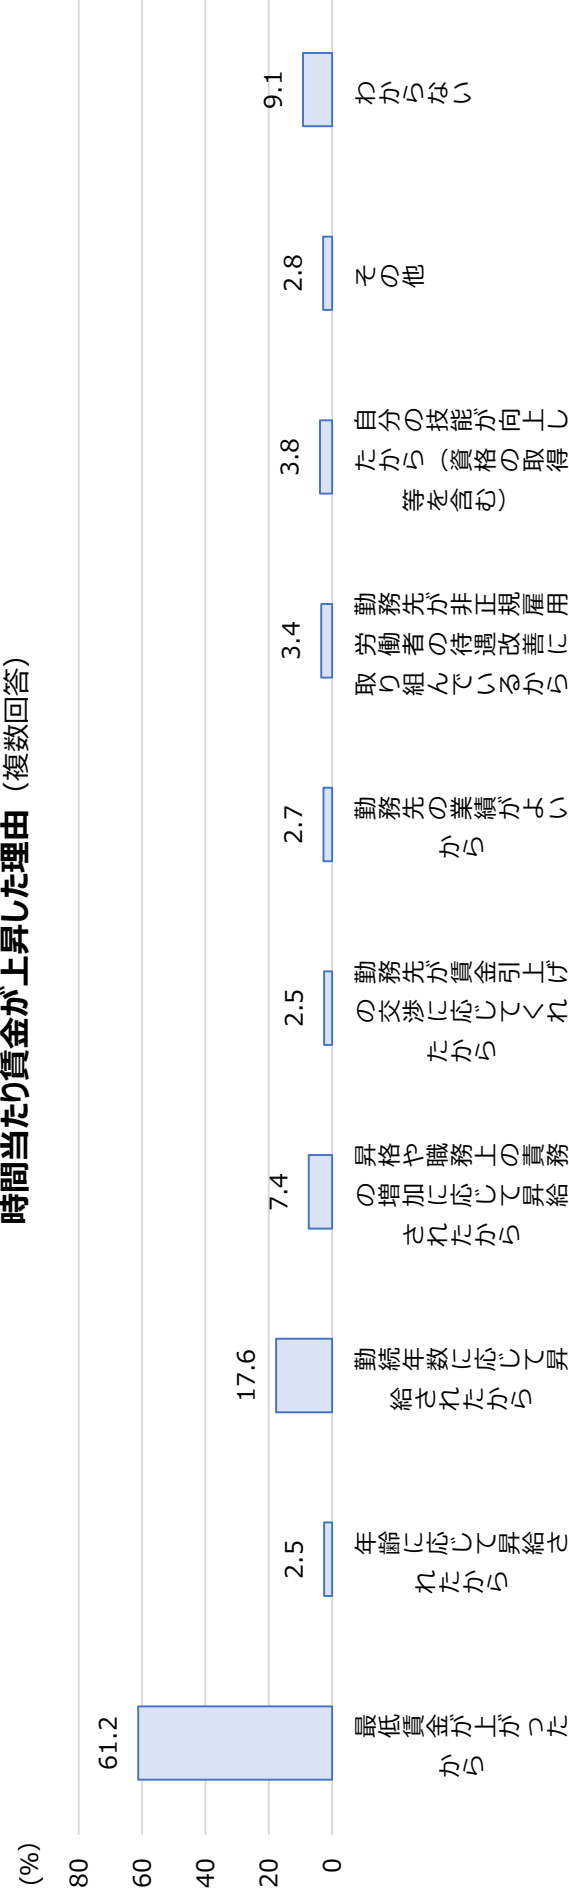 時間当たり賃金が上昇した理由（複数回答）
(%)
80
60
40
20
0
61.2
2.5
17.6
7.4
2.5
2.7
3.4
3.8
2.8
9.1
最低賃金が上がった
から
年齢に応じて昇給さ
れたから
勤続年数に応じて昇
給されたから
昇格や職務上の責務
の増加に応じて昇給
されたから
勤務先が賃金引上げ
の交渉に応じてくれ
たから
勤務先の業績がよい
から
勤務先が非正規雇用
労働者の待遇改善に
取り組んでいるから
自分の技能が向上し
たから（資格の取得
等を含む）
その他
わからない